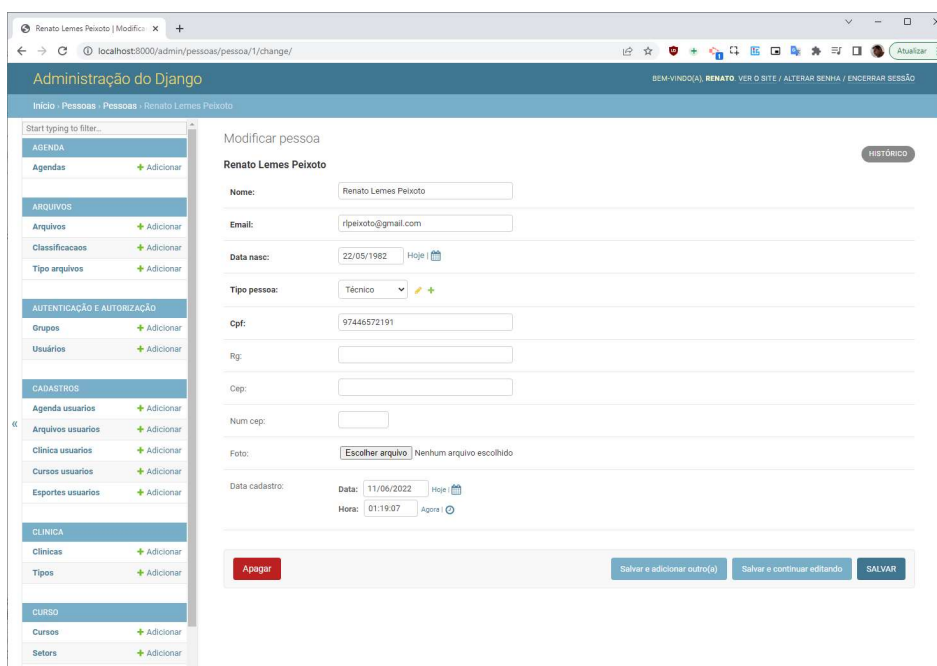 Renato Lemes Peixoto | Modifica
localhost:8000/admin/pessoas/pessoa/1/change/
Atualizar
Administração do Django
BEM-VINDO(A), RENATO. VER O SITE / ALTERAR SENHA / ENCERRAR SESSÃO
Início › Pessoas › Pessoas › Renato Lemes Peixoto
Start typing to filter...
AGENDA
Agendas + Adicionar
ARQUIVOS
Arquivos + Adicionar
Classificacaos + Adicionar
Tipo arquivos + Adicionar
AUTENTICAÇÃO E AUTORIZAÇÃO
Grupos + Adicionar
Usuários + Adicionar
CADASTROS
Agenda usuarios + Adicionar
Arquivos usuarios + Adicionar
Clinica usuarios + Adicionar
Cursos usuarios + Adicionar
Esportes usuarios + Adicionar
CLINICA
Clinicas + Adicionar
Tipos + Adicionar
CURSO
Cursos + Adicionar
Setors + Adicionar
«
Modificar pessoa
HISTÓRICO
Renato Lemes Peixoto
Nome: Renato Lemes Peixoto
Email: rlpeixoto@gmail.com
Data nasc: 22/05/1982 Hoje |
Tipo pessoa: Técnico
Cpf: 97446572191
Rg:
Cep:
Num cep:
Foto: Escolher arquivo Nenhum arquivo escolhido
Data cadastro: Data: 11/06/2022 Hoje |
Hora: 01:19:07 Agora |
Apagar Salvar e adicionar outro(a) Salvar e continuar editando SALVAR